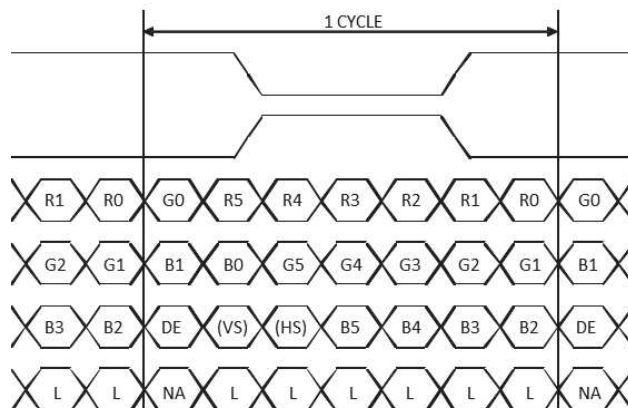 1 CYCLE
R1 R0 G0 R5 R4 R3 R2 R1 R0 G0
G2 G1 B1 B0 G5 G4 G3 G2 G1 B1
B3 B2 DE (VS) (HS) B5 B4 B3 B2 DE
L L NA L L L L L L NA